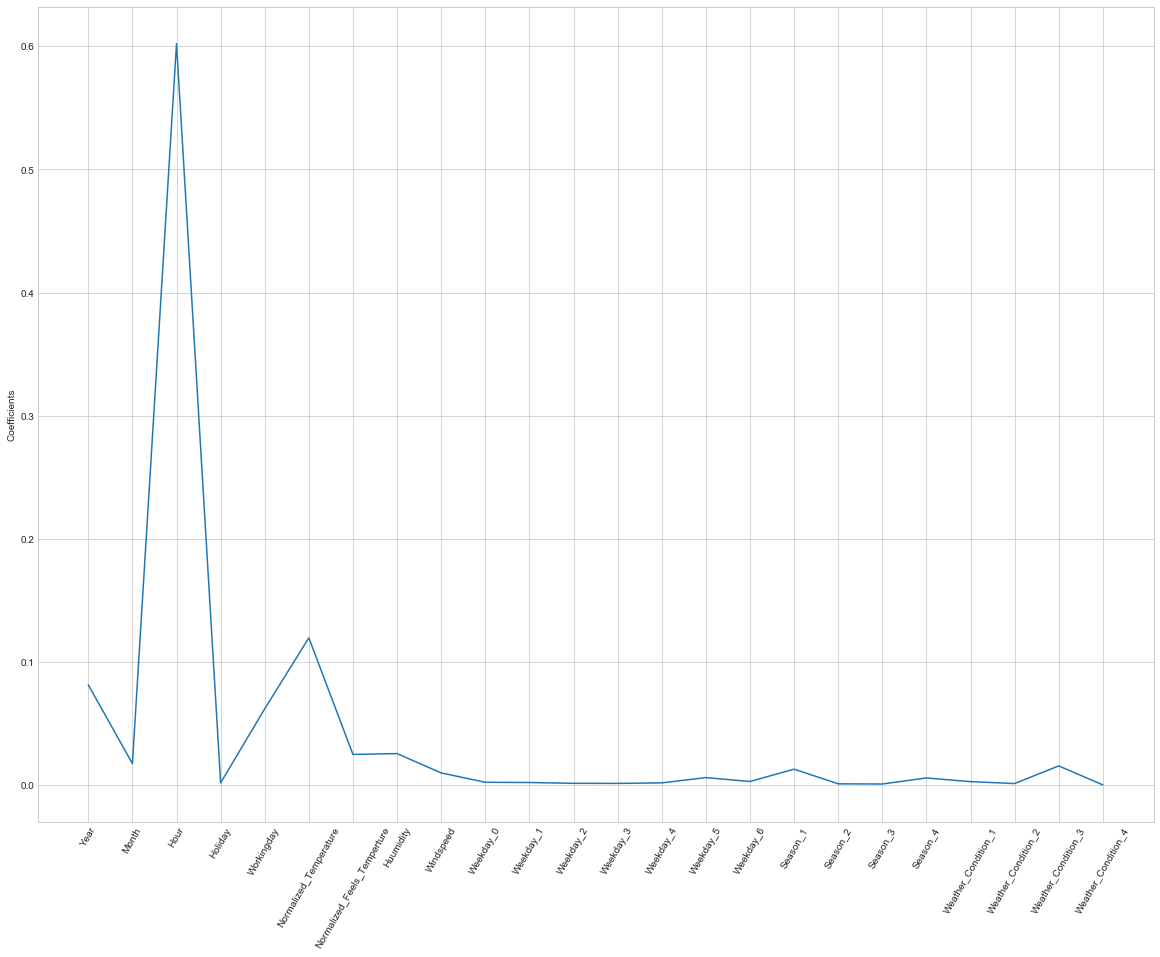 0.6
0.5
0.4
0.3
0.2
0.1
0.0
Coefficients
Year
Month
Hour
Holiday
Workingday
Normalized_Temperature
Normalized_Feels_Temperture
Huumidity
Windspeed
Weekday_0
Weekday_1
Weekday_2
Weekday_3
Weekday_4
Weekday_5
Weekday_6
Season_1
Season_2
Season_3
Season_4
Weather_Condition_1
Weather_Condition_2
Weather_Condition_3
Weather_Condition_4